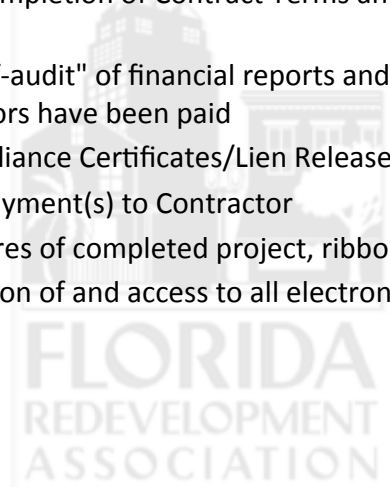 mpletion of Contract Terms an
-audit" of financial reports and
ors have been paid
liance Certificates/Lien Release
yment(s) to Contractor
res of completed project, ribbo
on of and access to all electron
FLORIDA
REDEVELOPMENT
ASSOCIATION